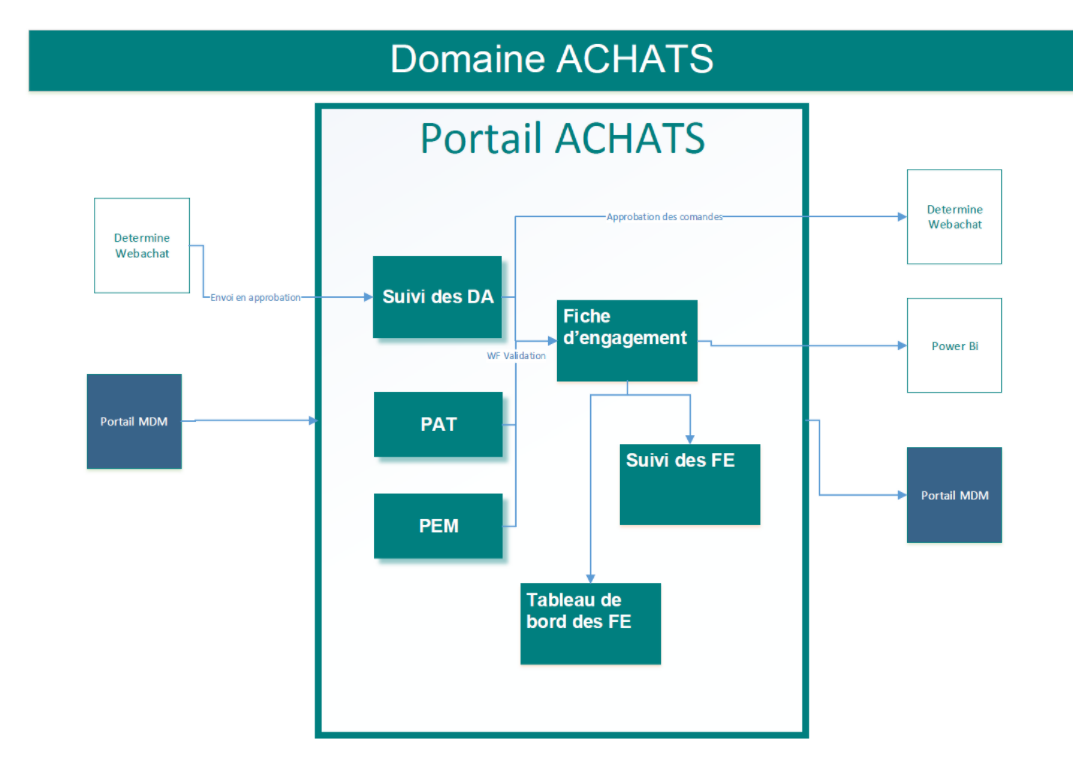 Domaine ACHATS
Portail ACHATS
Determine
Webachat
Envoi en approbation
Portail MDM
Suivi des DA
PAT
PEM
WF Validation
Approbation des comandes
Fiche
d'engagement
Suivi des FE
Tableau de
bord des FE
Determine
Webachat
Power Bi
Portail MDM